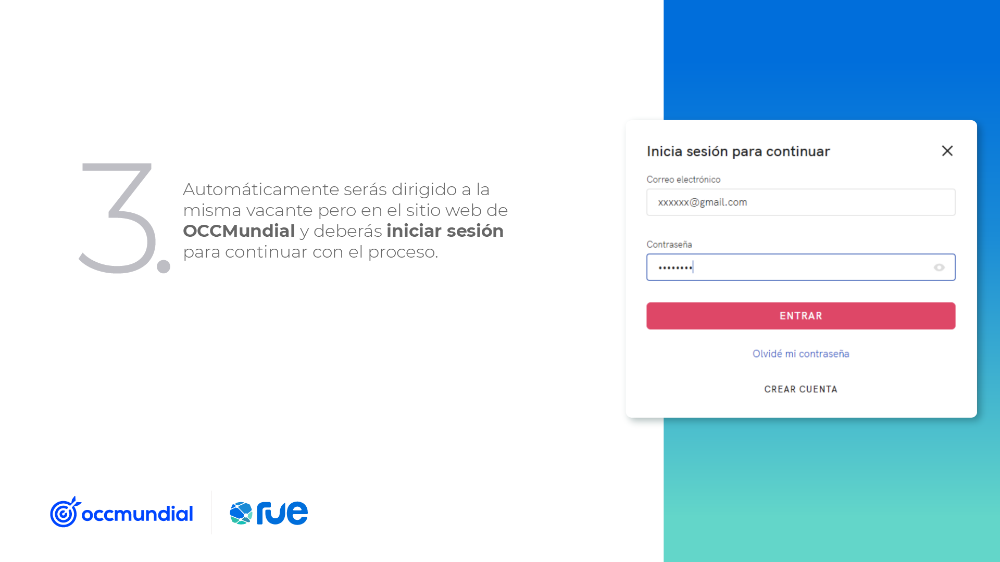 3.
Automáticamente serás dirigido a la
misma vacante pero en el sitio web de
OCCMundial y deberás iniciar sesión
para continuar con el proceso.
Inicia sesión para continuar
Correo electrónico
xxxxxx@gmail.com
Contraseña
••••••••
ENTRAR
Olvidé mi contraseña
CREAR CUENTA
occmundial
rue